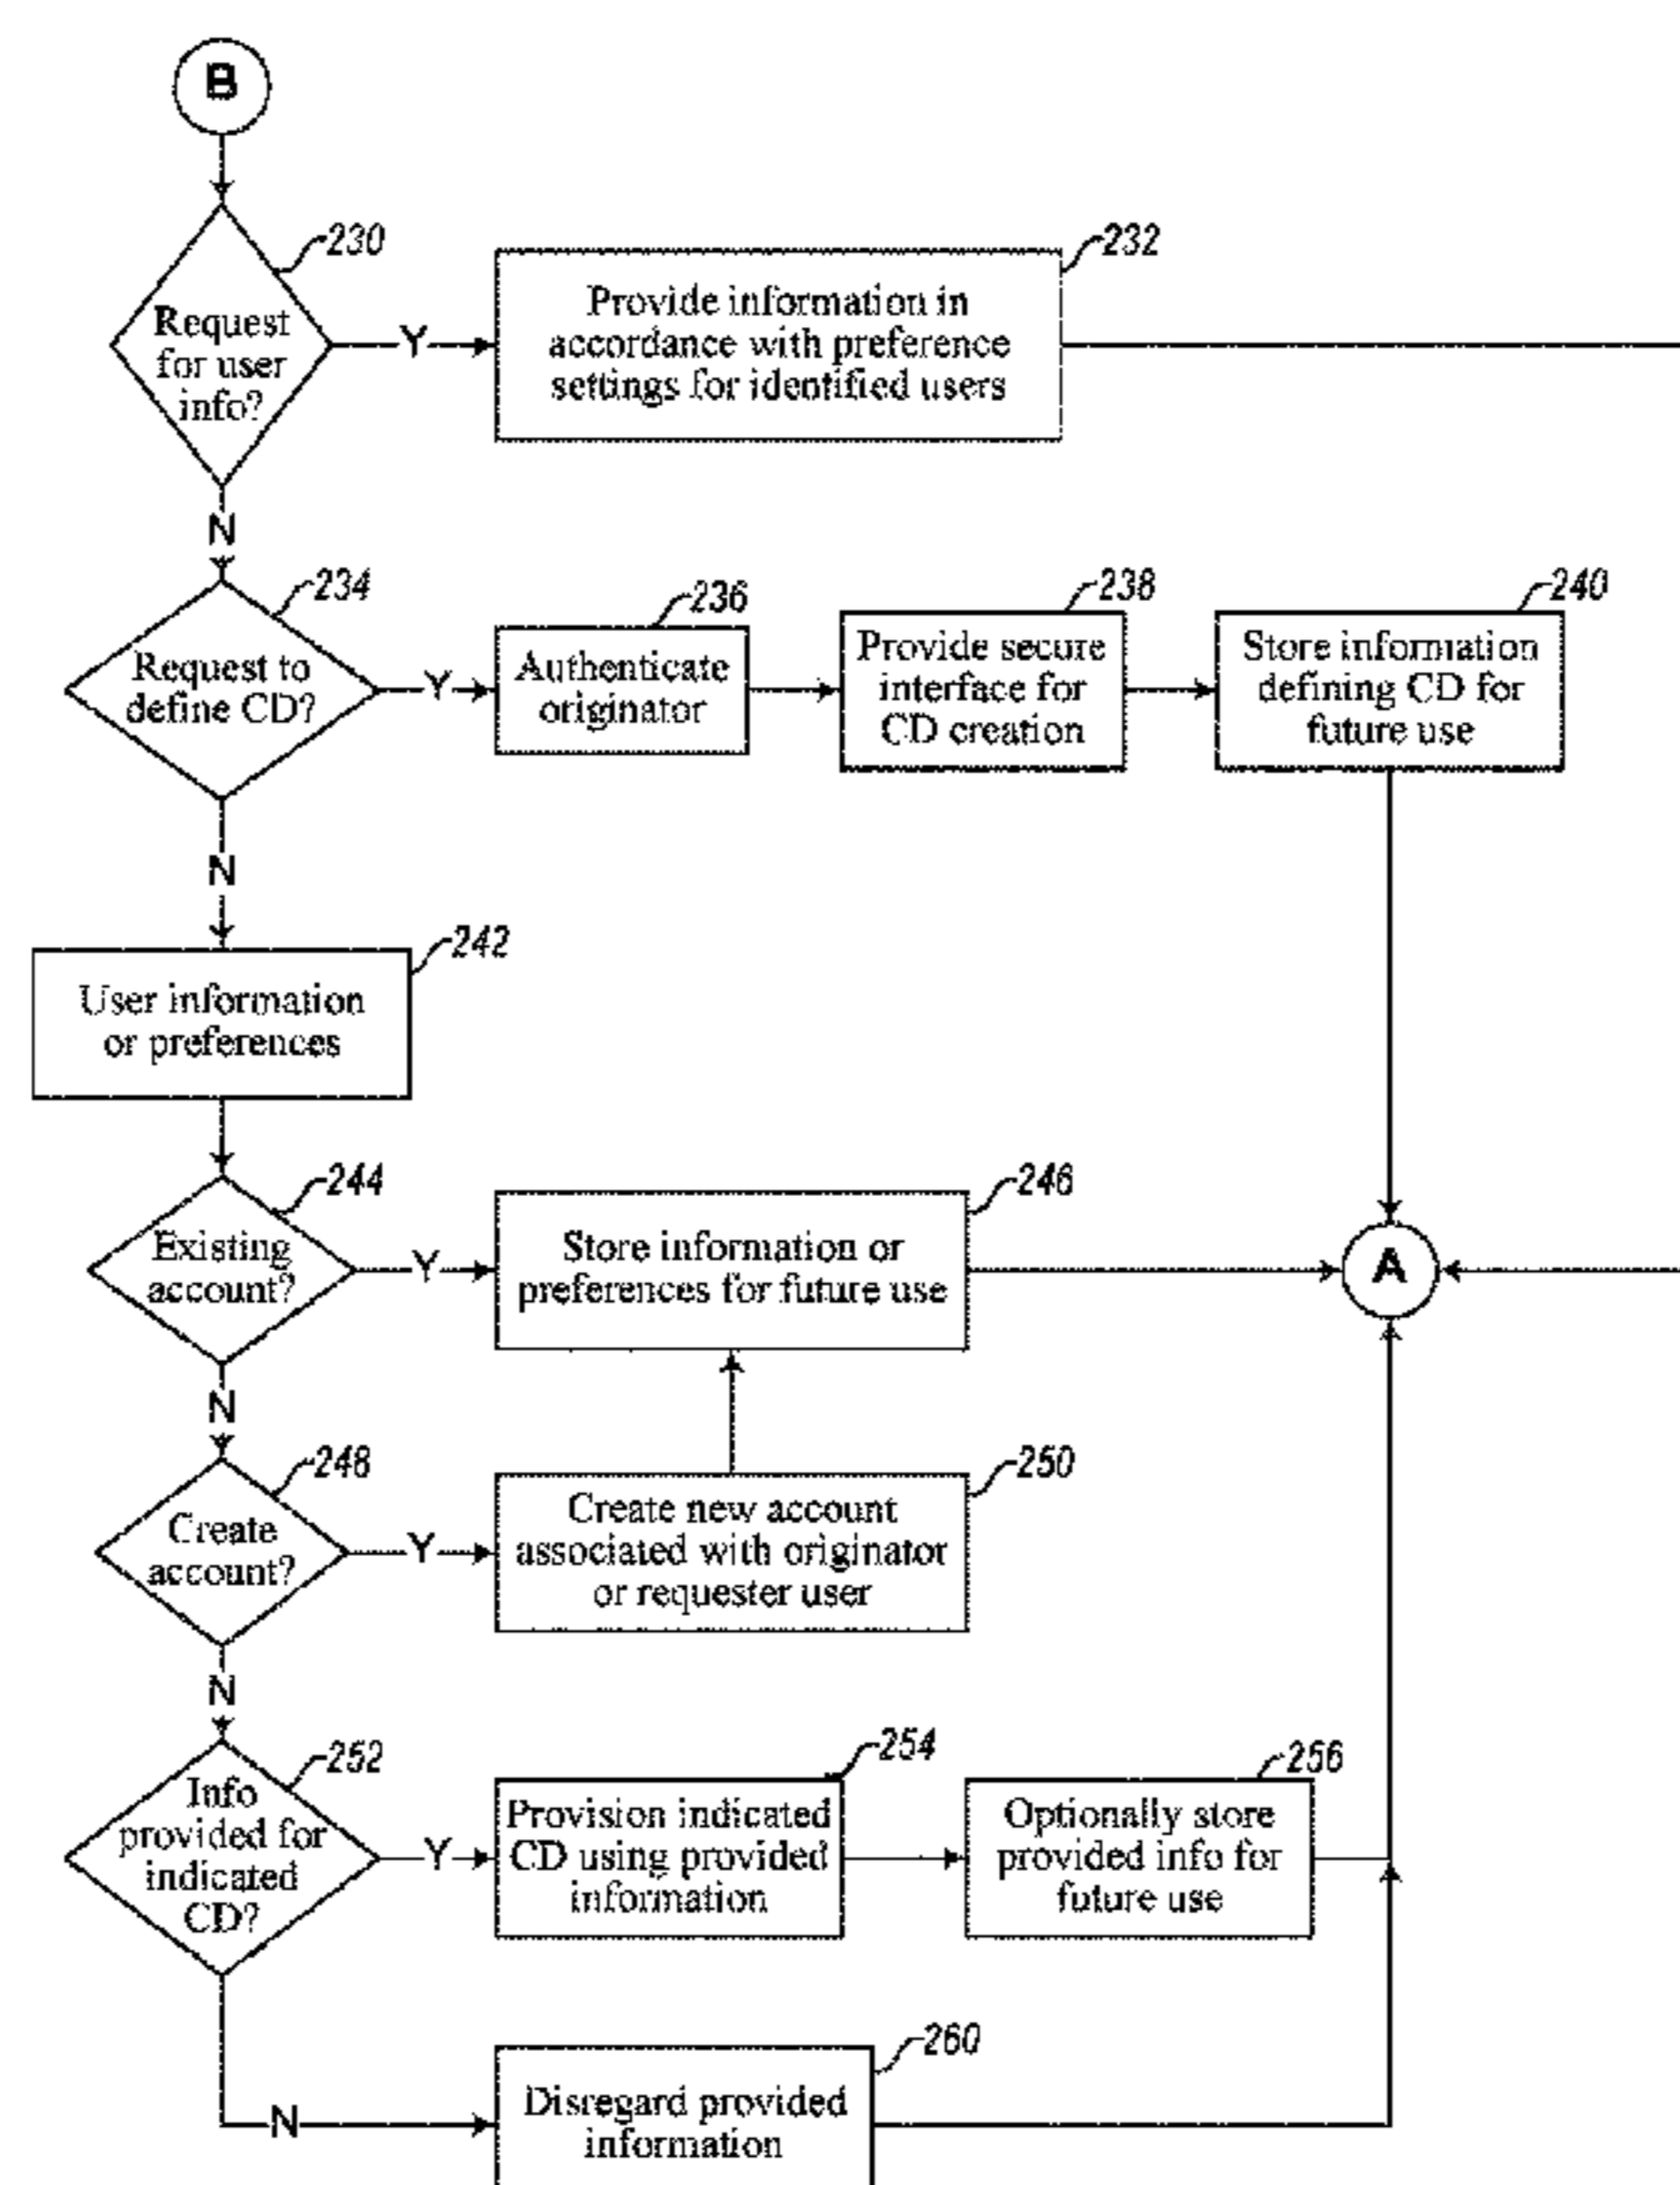 B
230
Request
for user
info?
Y
232
Provide information in
accordance with preference
settings for identified users
N
234
Request to
define CD?
Y
236
Authenticate
originator
238
Provide secure
interface for
CD creation
240
Store information
defining CD for
future use
N
242
User information
or preferences
244
Existing
account?
Y
246
Store information or
preferences for future use
A
N
248
Create
account?
Y
250
Create new account
associated with originator
or requester user
N
252
Info
provided for
indicated
CD?
Y
254
Provision indicated
CD using provided
information
256
Optionally store
provided info for
future use
N
260
Disregard provided
information